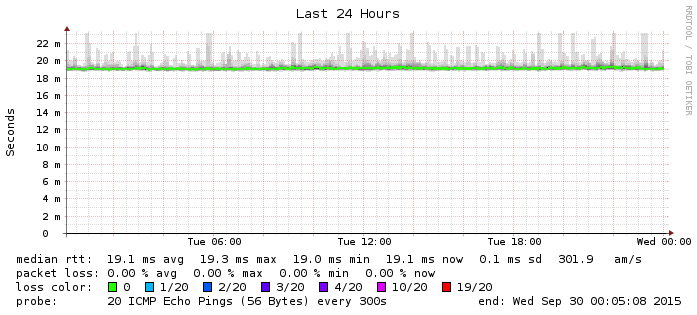 Last 24 Hours
RRDTOOL / TOBI OETIKER
Seconds
22 m
20 m
18 m
16 m
14 m
12 m
10 m
8 m
6 m
4 m
2 m
0
Tue 06:00 Tue 12:00 Tue 18:00 Wed 00:00
median rtt: 19.1 ms avg 19.3 ms max 19.0 ms min 19.1 ms now 0.1 ms sd 301.9 am/s
packet loss: 0.00 % avg 0.00 % max 0.00 % min 0.00 % now
loss color: 0 1/20 2/20 3/20 4/20 10/20 19/20
probe: 20 ICMP Echo Pings (56 Bytes) every 300s end: Wed Sep 30 00:05:08 2015